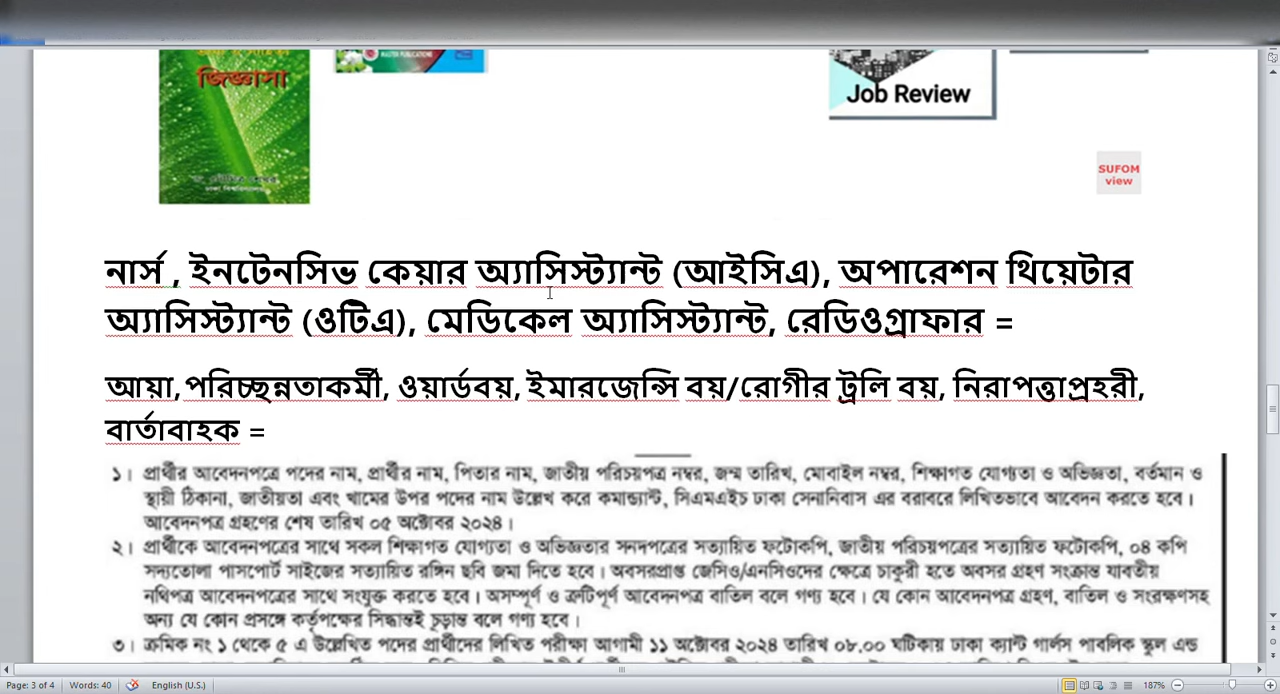 জিজ্ঞাসা
MASTER PUBLICATIONS
Job Review
ঢাকা বিশ্ববিদ্যালয়
SUFOM
view
নার্স , ইনটেনসিভ কেয়ার অ্যাসিস্ট্যান্ট (আইসিএ), অপারেশন থিয়েটার
অ্যাসিস্ট্যান্ট (ওটিএ), মেডিকেল অ্যাসিস্ট্যান্ট, রেডিওগ্রাফার =
আয়া,পরিচ্ছন্নতাকর্মী, ওয়ার্ডবয়, ইমারজেন্সি বয়/রোগীর ট্রলি বয়, নিরাপত্তাপ্রহরী,
বার্তাবাহক =
১। প্রার্থীর আবেদনপত্রে পদের নাম, প্রার্থীর নাম, পিতার নাম, জাতীয় পরিচয়পত্র নম্বর, জন্ম তারিখ, মোবাইল নম্বর, শিক্ষাগত যোগ্যতা ও অভিজ্ঞতা, বর্তমান ও
স্থায়ী ঠিকানা, জাতীয়তা এবং খামের উপর পদের নাম উল্লেখ করে কমান্ড্যান্ট, সিএমএইচ ঢাকা সেনানিবাস এর বরাবরে লিখিতভাবে আবেদন করতে হবে।
আবেদনপত্র গ্রহণের শেষ তারিখ ০৫ অক্টোবর ২০২৪।
২। প্রার্থীকে আবেদনপত্রের সাথে সকল শিক্ষাগত যোগ্যতা ও অভিজ্ঞতার সনদপত্রের সত্যায়িত ফটোকপি, জাতীয় পরিচয়পত্রের সত্যায়িত ফটোকপি, ০৪ কপি
সদ্যতোলা পাসপোর্ট সাইজের সত্যায়িত রঙ্গিন ছবি জমা দিতে হবে। অবসরপ্রাপ্ত জেসিও/এনসিওদের ক্ষেত্রে চাকুরী হতে অবসর গ্রহণ সংক্রান্ত যাবতীয়
নথিপত্র আবেদনপত্রের সাথে সংযুক্ত করতে হবে। অসম্পূর্ণ ও ত্রুটিপূর্ণ আবেদনপত্র বাতিল বলে গণ্য হবে। যে কোন আবেদনপত্র গ্রহণ, বাতিল ও সংরক্ষণসহ
অন্য যে কোন প্রসঙ্গে কর্তৃপক্ষের সিদ্ধান্তই চূড়ান্ত বলে গণ্য হবে।
৩। ক্রমিক নং ১ থেকে ৫ এ উল্লেখিত পদের প্রার্থীদের লিখিত পরীক্ষা আগামী ১১ অক্টোবর ২০২৪ তারিখ ০৮.০০ ঘটিকায় ঢাকা ক্যান্ট গার্লস পাবলিক স্কুল এন্ড
Page: 3 of 4 Words: 40 English (U.S.) 187%